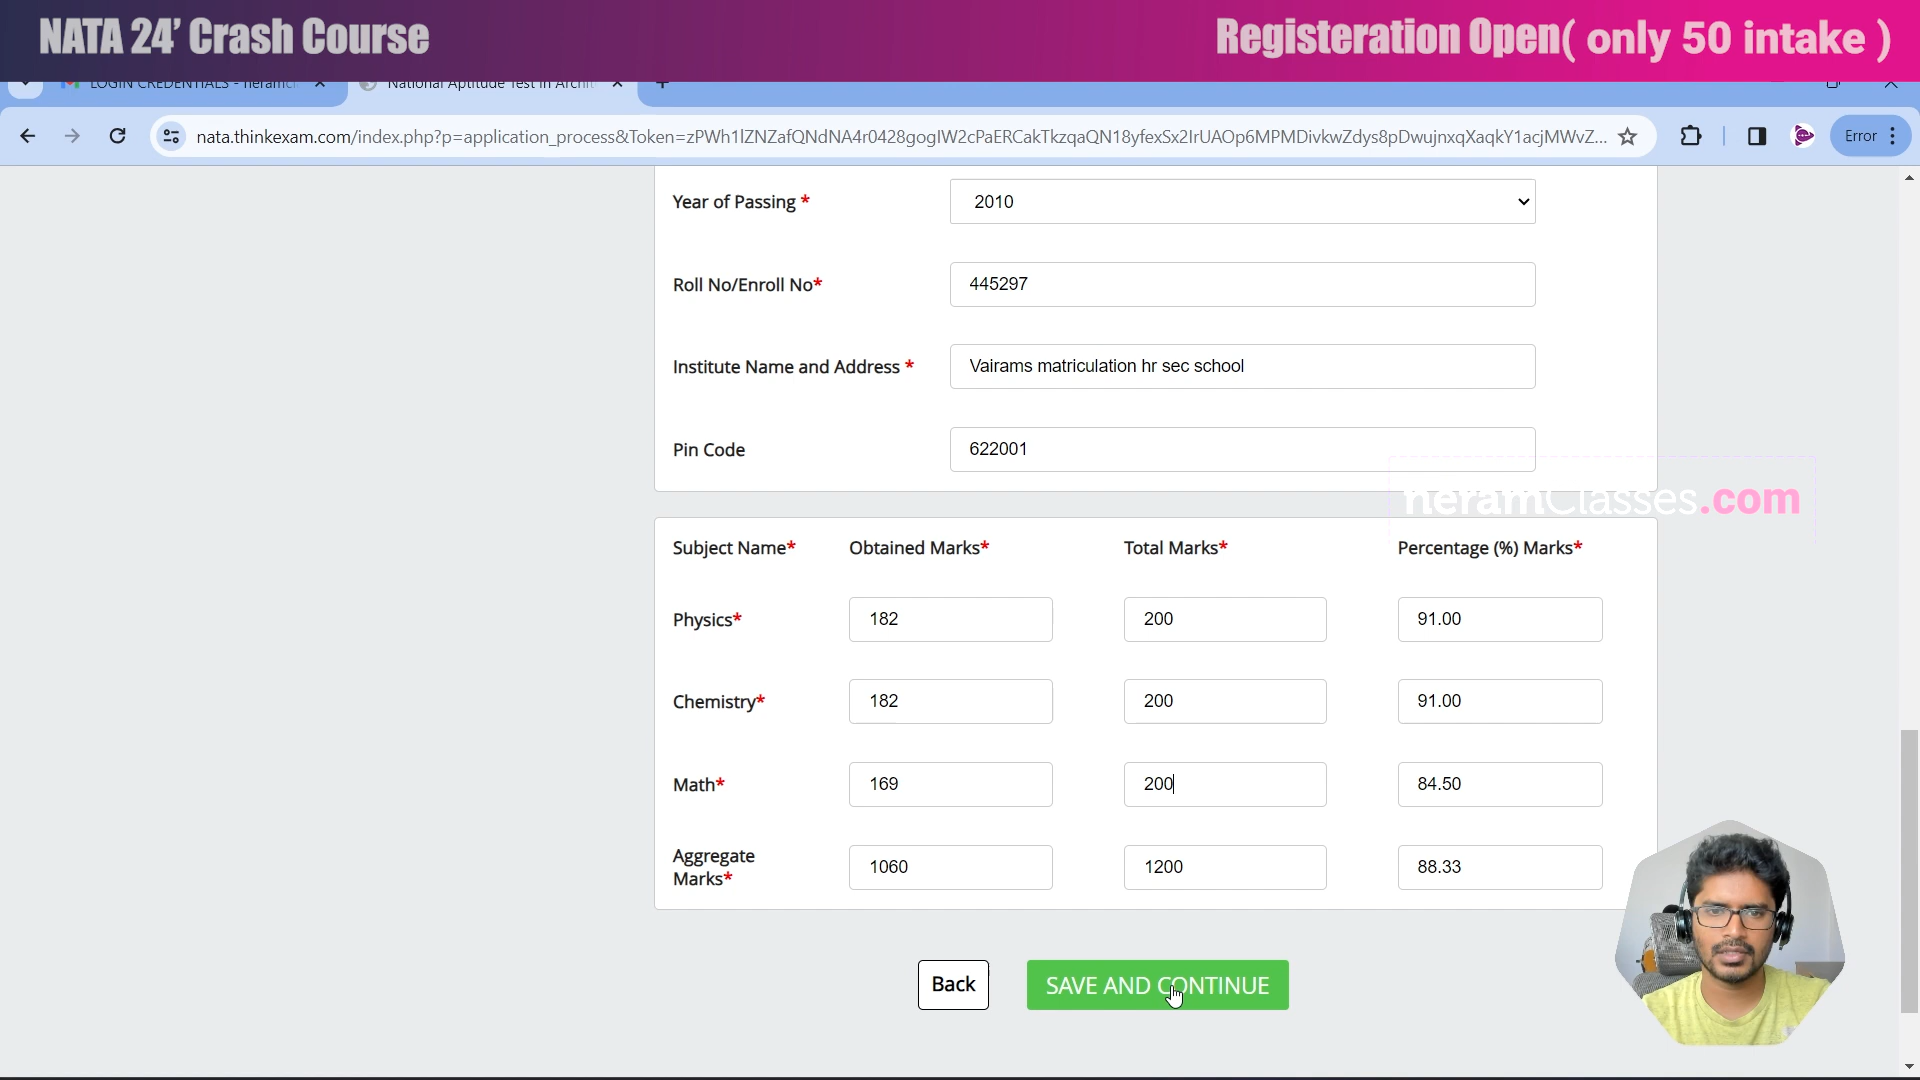 NATA 24’ Crash Course
Registeration Open( only 50 intake )
LOGIN CREDENTIALS - neramcl
National Aptitude Test in Archit
nata.thinkexam.com/index.php?p=application_process&Token=zPWh1lZNZafQNdNA4r0428gogIW2cPaERCakTkzqaQN18yfexSx2IrUAOp6MPMDivkwZdys8pDwujnxqXaqkY1acjMWvZ...
Error
Year of Passing *
2010
Roll No/Enroll No*
445297
Institute Name and Address *
Vairams matriculation hr sec school
Pin Code
622001
neramClasses.com
Subject Name* Obtained Marks* Total Marks* Percentage (%) Marks*
Physics* 182 200 91.00
Chemistry* 182 200 91.00
Math* 169 200 84.50
Aggregate
Marks* 1060 1200 88.33
Back SAVE AND CONTINUE